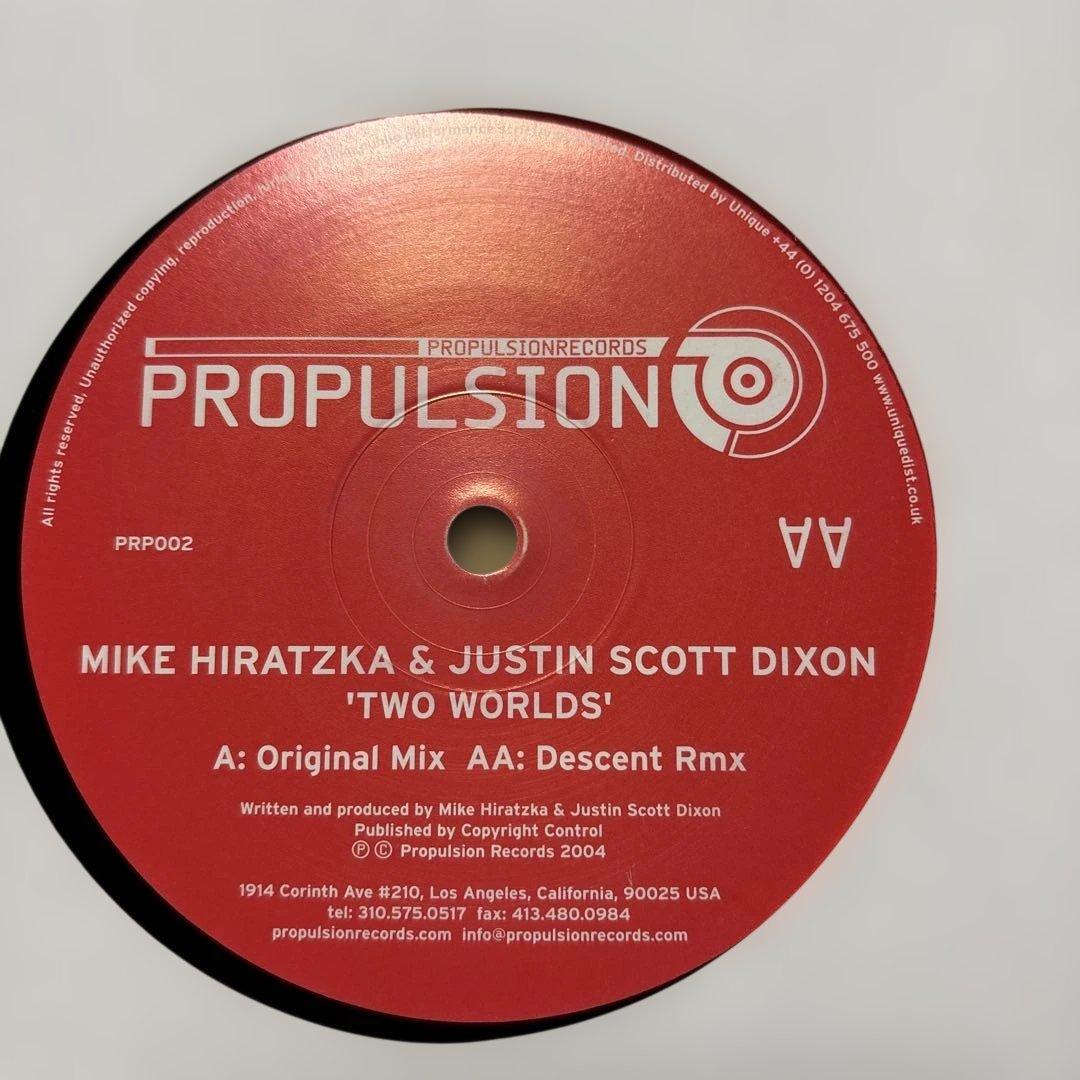 All rights reserved, Unauthorized copying, reproduction, performance strictly Distributed by Unique +44 (0) 1204 675 500 www.uniquedist.co.uk
PROPULSIONRECORDS
PROPULSION
PRP002
AA
MIKE HIRATZKA & JUSTIN SCOTT DIXON
'TWO WORLDS'
A: Original Mix AA: Descent Rmx
Written and produced by Mike Hiratzka & Justin Scott Dixon
Published by Copyright Control
Ⓟ © Propulsion Records 2004
1914 Corinth Ave #210, Los Angeles, California, 90025 USA
tel: 310.575.0517 fax: 413.480.0984
propulsionrecords.com info@propulsionrecords.com